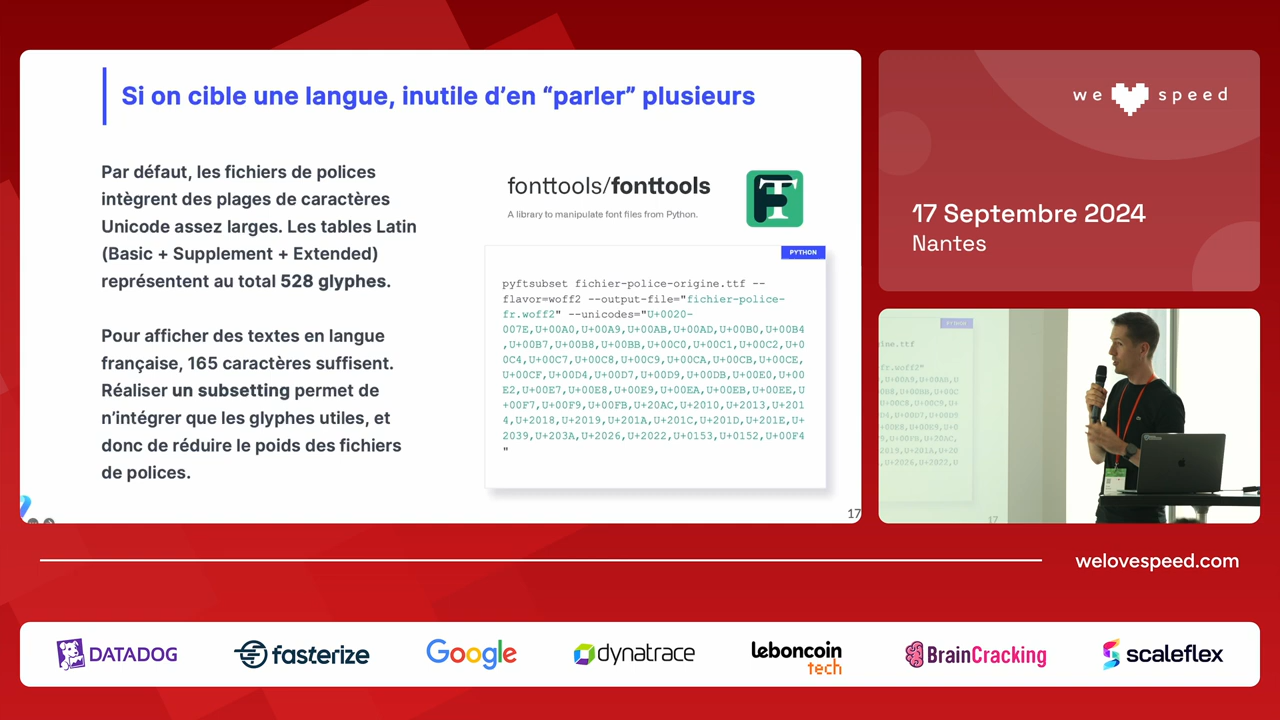 Si on cible une langue, inutile d’en “parler” plusieurs
Par défaut, les fichiers de polices
intègrent des plages de caractères
Unicode assez larges. Les tables Latin
(Basic + Supplement + Extended)
représentent au total 528 glyphes.
Pour afficher des textes en langue
française, 165 caractères suffisent.
Réaliser un subsetting permet de
n’intégrer que les glyphes utiles, et
donc de réduire le poids des fichiers
de polices.
fonttools/fonttools
A library to manipulate font files from Python.
PYTHON
pyftsubset fichier-police-origine.ttf --
flavor=woff2 --output-file="fichier-police-
fr.woff2" --unicodes="U+0020-
007E,U+00A0,U+00A9,U+00AB,U+00AD,U+00B0,U+00B4
,U+00B7,U+00B8,U+00BB,U+00C0,U+00C1,U+00C2,U+0
0C4,U+00C7,U+00C8,U+00C9,U+00CA,U+00CB,U+00CE,
U+00CF,U+00D4,U+00D7,U+00D9,U+00DB,U+00E0,U+00
E2,U+00E7,U+00E8,U+00E9,U+00EA,U+00EB,U+00EE,U
+00F7,U+00F9,U+00FB,U+20AC,U+2010,U+2013,U+201
4,U+2018,U+2019,U+201A,U+201C,U+201D,U+201E,U+
2039,U+203A,U+2026,U+2022,U+0153,U+0152,U+00F4
"
17
we speed
17 Septembre 2024
Nantes
PYTHON
17
welovespeed.com
DATADOG
fasterize
Google
dynatrace
leboncoin
tech
BrainCracking
scaleflex